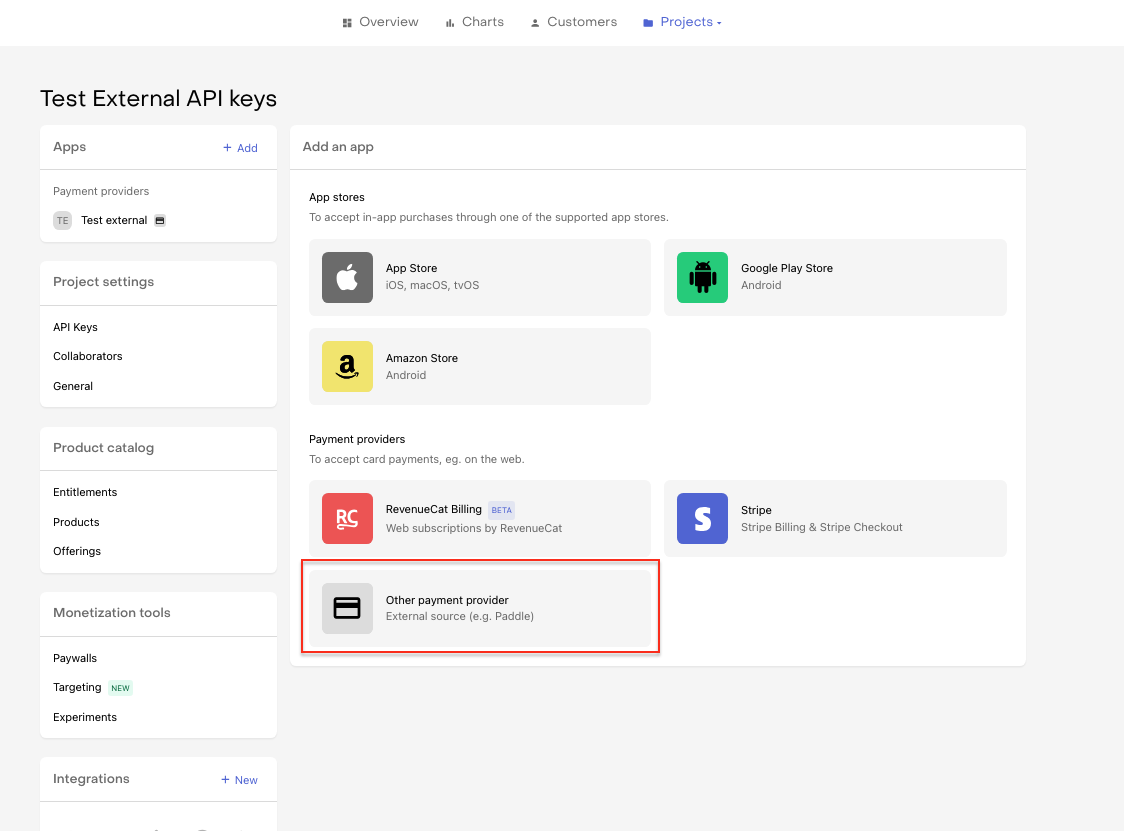 Overview Charts Customers Projects
Test External API keys
Apps + Add
Payment providers
TE Test external
Project settings
API Keys
Collaborators
General
Product catalog
Entitlements
Products
Offerings
Monetization tools
Paywalls
Targeting NEW
Experiments
Integrations + New
Add an app
App stores
To accept in-app purchases through one of the supported app stores.
App Store
iOS, macOS, tvOS
Google Play Store
Android
a
Amazon Store
Android
Payment providers
To accept card payments, eg. on the web.
RC
RevenueCat Billing BETA
Web subscriptions by RevenueCat
S
Stripe
Stripe Billing & Stripe Checkout
Other payment provider
External source (e.g. Paddle)